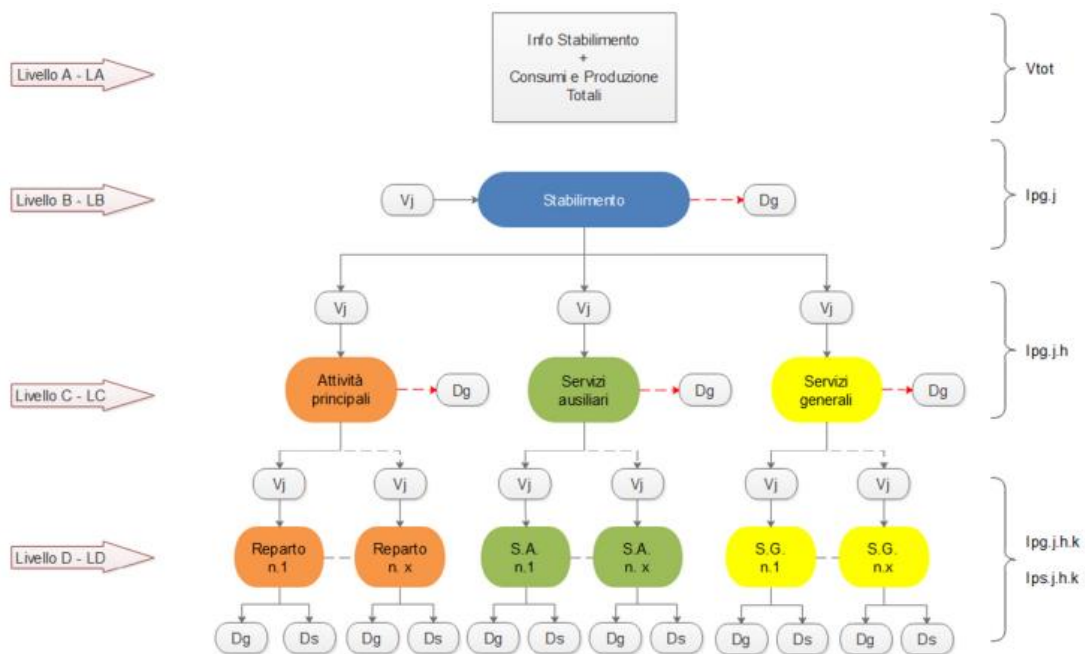 Info Stabilimento
+
Consumi e Produzione
Totali
Livello A - LA
Vtot
Livello B - LB
Vj
Stabilimento
Dg
Ipg.j
Vj
Vj
Vj
Ipg.j.h
Livello C - LC
Attività
principali
Dg
Servizi
ausiliari
Dg
Servizi
generali
Dg
Vj
Vj
Vj
Vj
Vj
Vj
Livello D - LD
Reparto
n.1
Reparto
n. x
S.A.
n.1
S.A.
n. x
S.G.
n.1
S.G.
n.x
Ipg.j.h.k
Ips.j.h.k
Dg
Ds
Dg
Ds
Dg
Ds
Dg
Ds
Dg
Ds
Dg
Ds